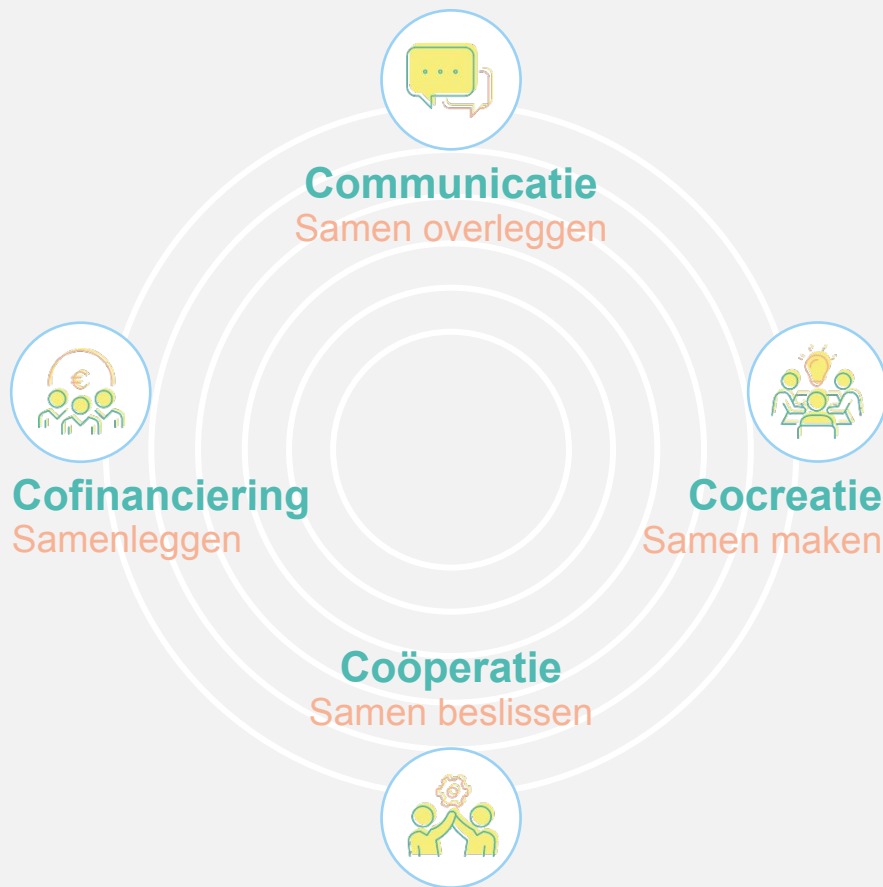 Communicatie
Samen overleggen
€
Cofinanciering
Samenleggen
Cocreatie
Samen maken
Coöperatie
Samen beslissen